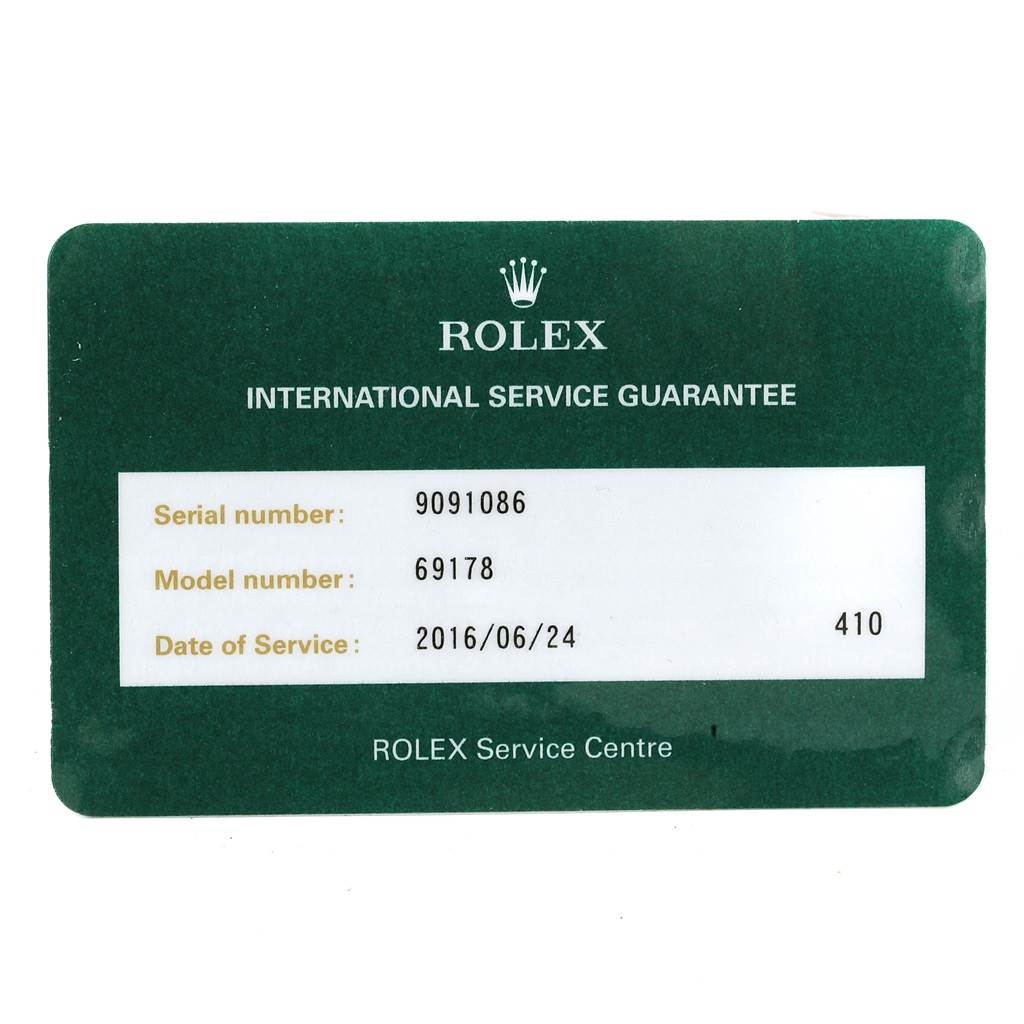 ROLEX
INTERNATIONAL SERVICE GUARANTEE
Serial number: 9091086
Model number: 69178
Date of Service: 2016/06/24 410
ROLEX Service Centre